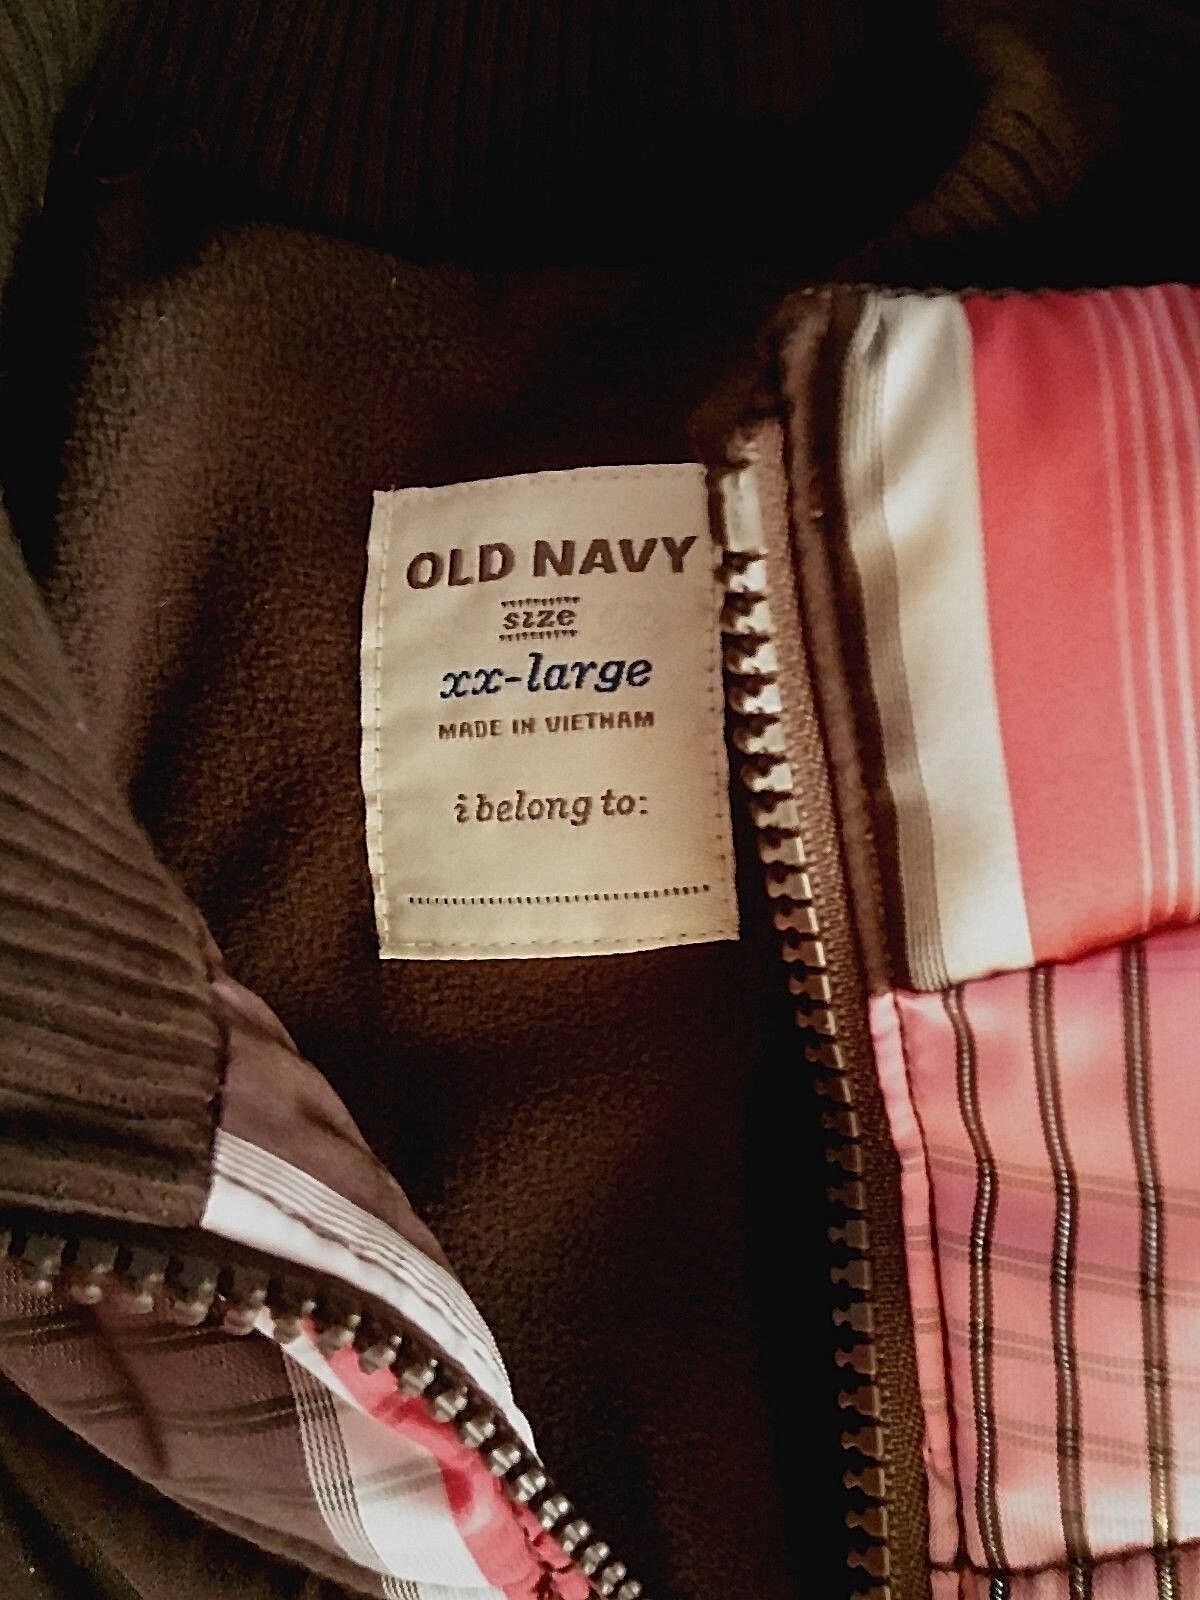 OLD NAVY
size
xx-large
MADE IN VIETNAM
i belong to: